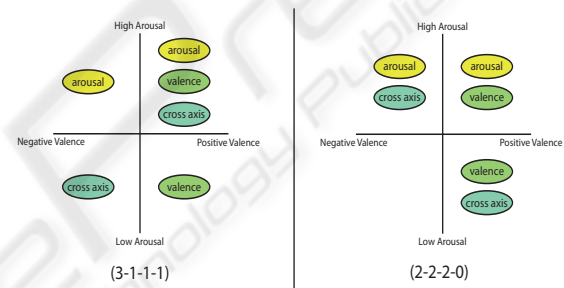 High Arousal
arousal
arousal
valence
cross axis
Negative Valence
Positive Valence
cross axis
valence
Low Arousal
(3-1-1-1)
High Arousal
arousal
arousal
cross axis
valence
Negative Valence
Positive Valence
valence
cross axis
Low Arousal
(2-2-2-0)